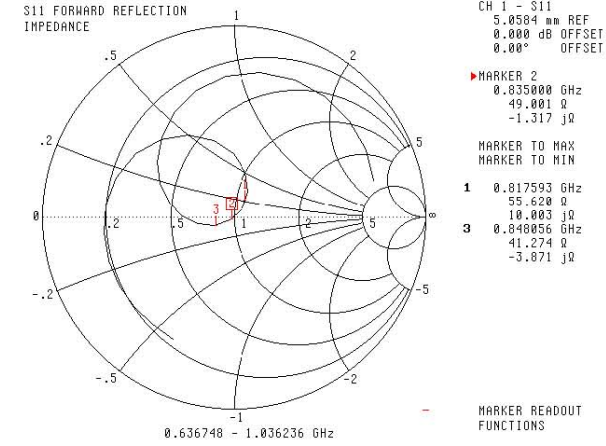 S11 FORWARD REFLECTION
IMPEDANCE
CH 1 - S11
5.0584 mm REF
0.000 dB OFFSET
0.00° OFFSET
MARKER 2
0.835000 GHz
49.001 Ω
-1.317 jΩ
MARKER TO MAX
MARKER TO MIN
1 0.817593 GHz
55.620 Ω
10.003 jΩ
3 0.848056 GHz
41.274 Ω
-3.871 jΩ
MARKER READOUT
FUNCTIONS
1
.5
2
.2
5
3
2
0
.2
.5
1
2
5
∞
-.2
-5
-.5
-2
-1
0.636748 - 1.036236 GHz